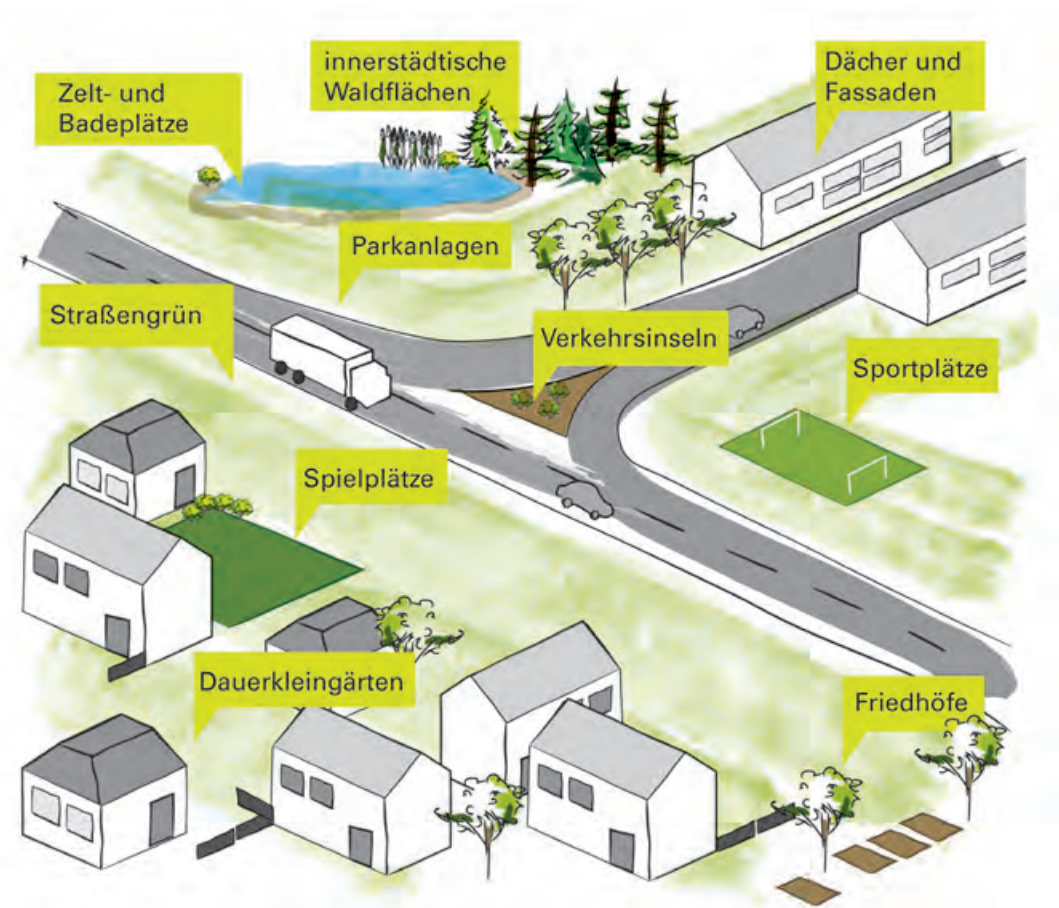 Zelt- und
Badeplätze
innerstädtische
Waldflächen
Dächer und
Fassaden
Parkanlagen
Straßengrün
Verkehrsinseln
Sportplätze
Spielplätze
Dauerkleingärten
Friedhöfe